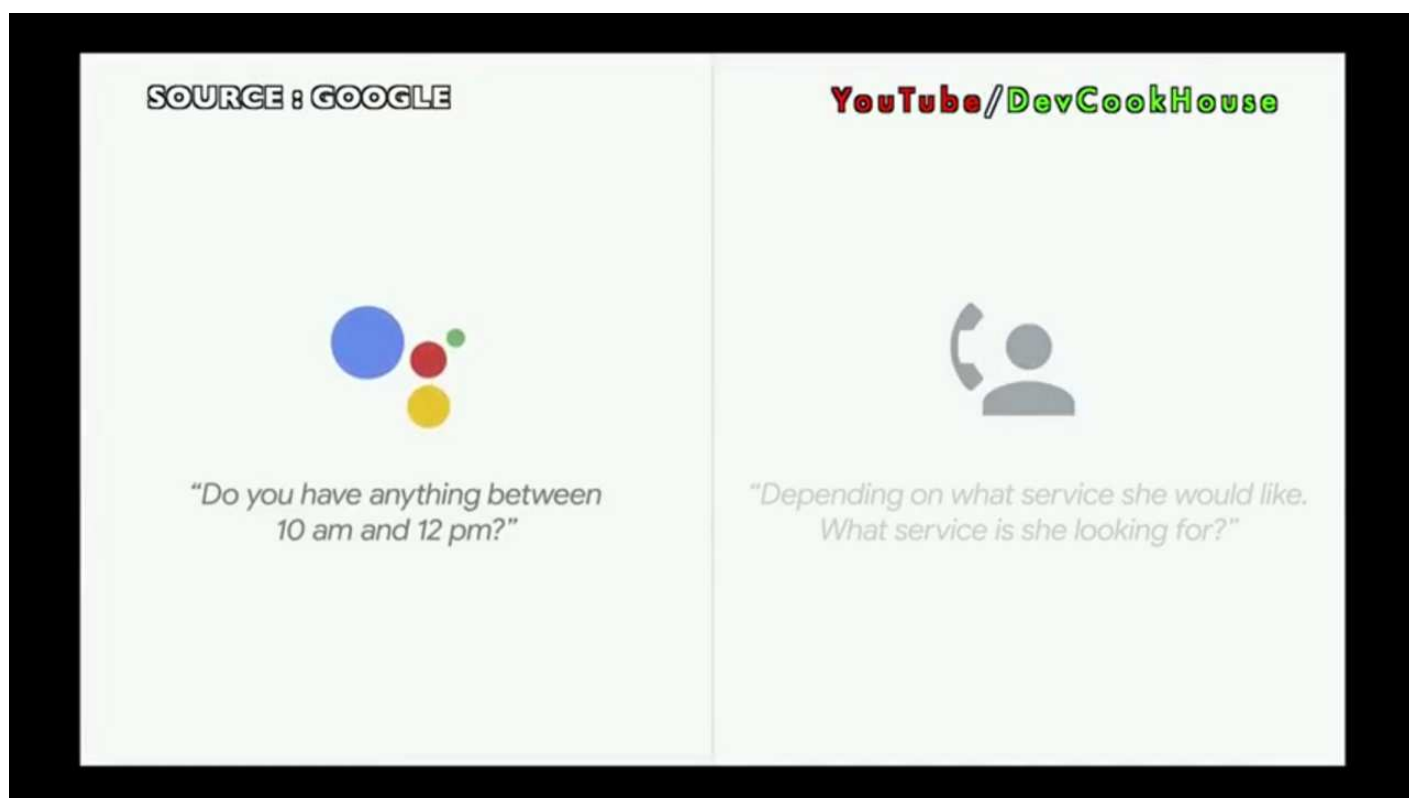 SOURCE : GOOGLE
YouTube/DevCookHouse
“Do you have anything between
10 am and 12 pm?”
“Depending on what service she would like.
What service is she looking for?”